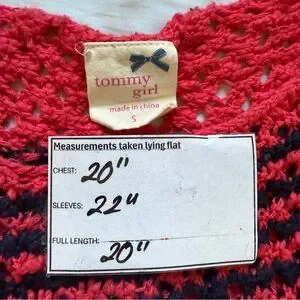 tommy
girl
made in china
S
Measurements taken lying flat
CHEST: 20"
SLEEVES: 22"
FULL LENGTH: 20"